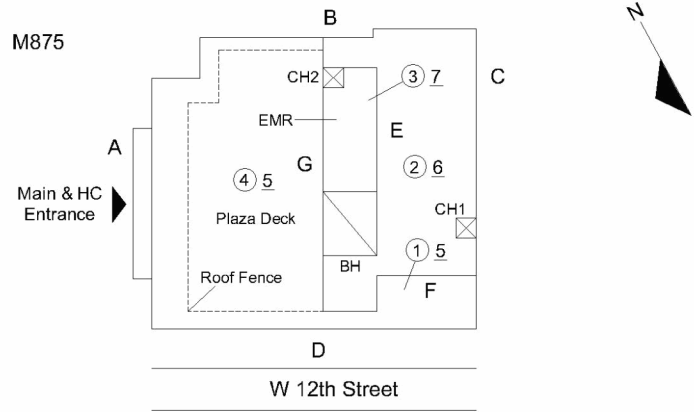 B
N
M875
CH2
3 7
C
EMR
A
E
G
4 5
2 6
Main & HC
Entrance
Plaza Deck
CH1
1 5
BH
Roof Fence
F
D
W 12th Street